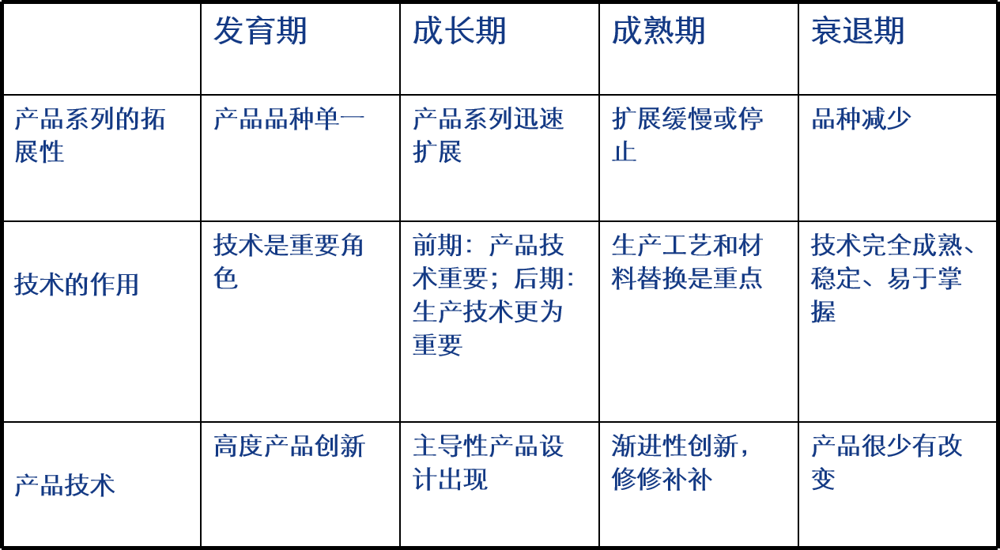 发育期
成长期
成熟期
衰退期
产品系列的拓
展性
产品品种单一
产品系列迅速
扩展
扩展缓慢或停
止
品种减少
技术的作用
技术是重要角
色
前期：产品技
术重要；后期：
生产技术更为
重要
生产工艺和材
料替换是重点
技术完全成熟、
稳定、易于掌
握
产品技术
高度产品创新
主导性产品设
计出现
渐进性创新，
修修补补
产品很少有改
变